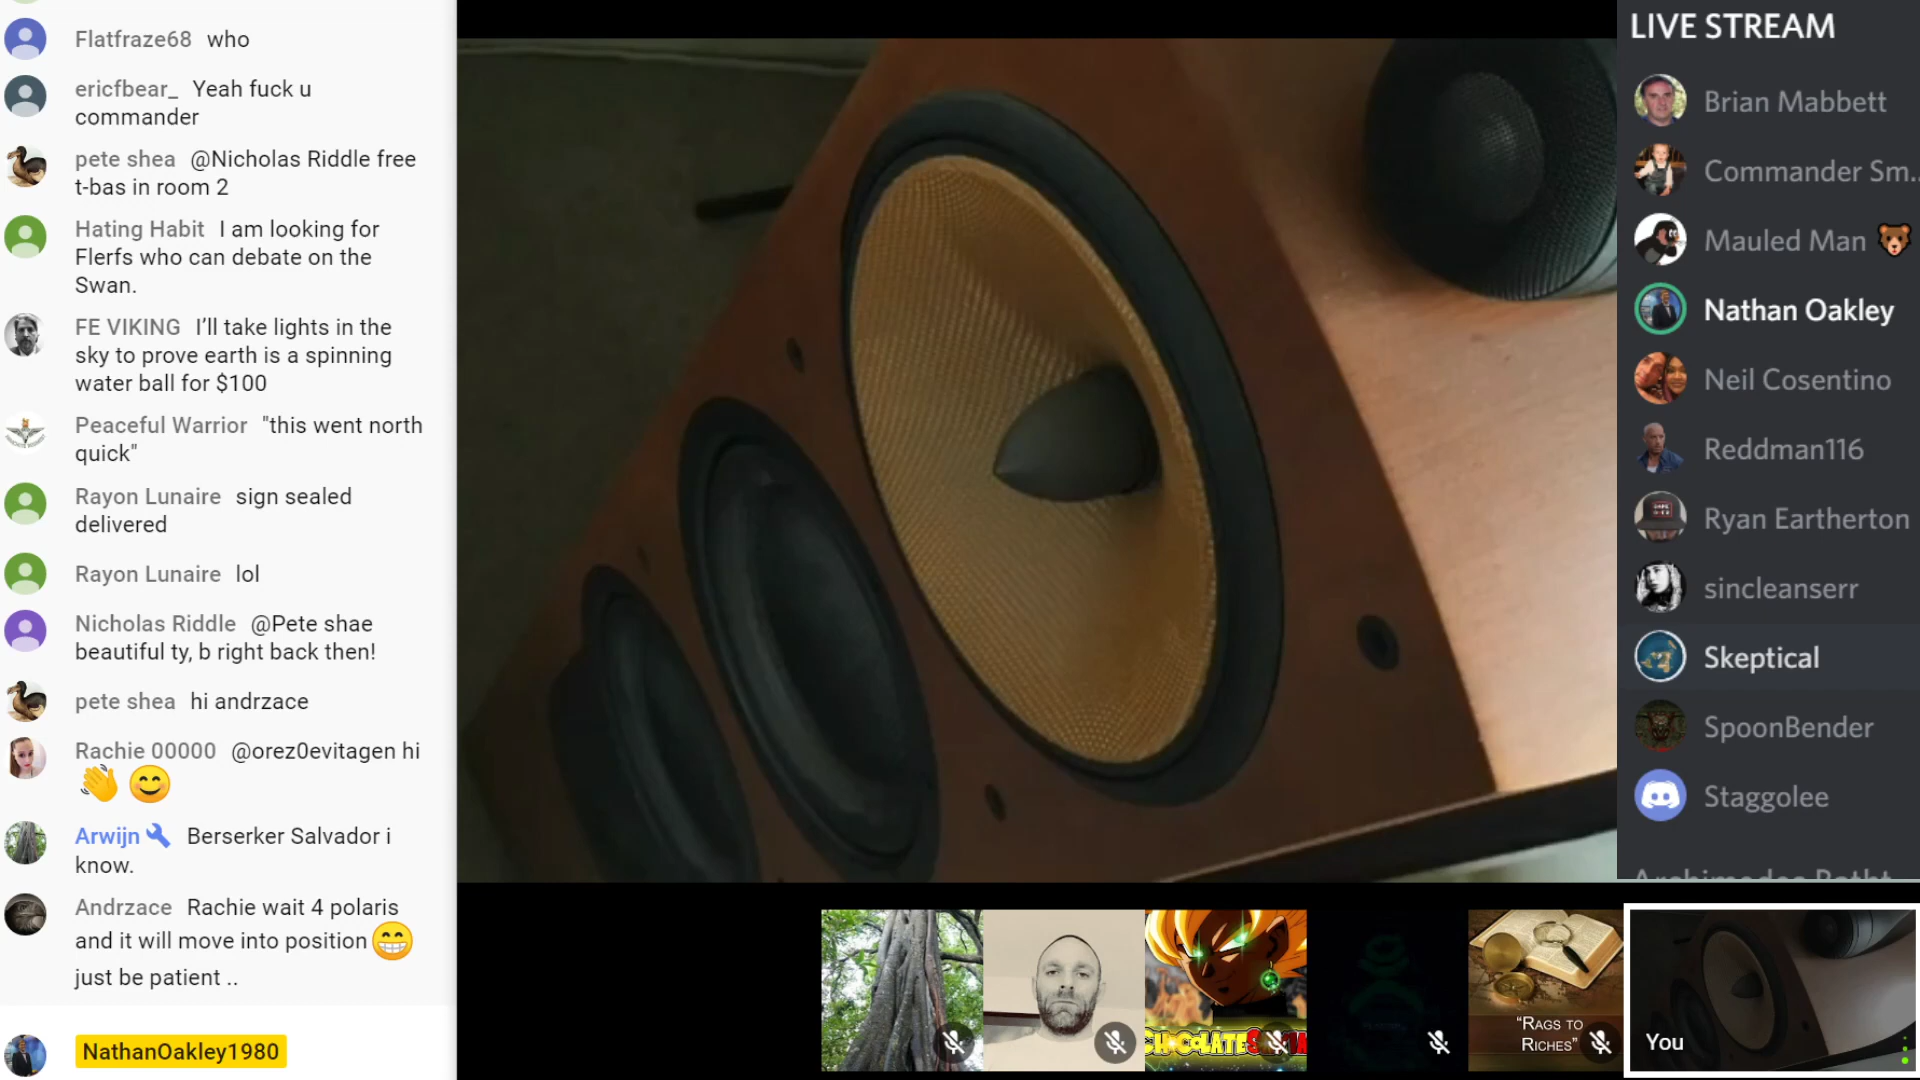 Flatfraze68 who
ericfbear_ Yeah fuck u
commander
pete shea @Nicholas Riddle free
t-bas in room 2
Hating Habit I am looking for
Flerfs who can debate on the
Swan.
FE VIKING I’ll take lights in the
sky to prove earth is a spinning
water ball for $100
Peaceful Warrior "this went north
quick"
Rayon Lunaire sign sealed
delivered
Rayon Lunaire lol
Nicholas Riddle @Pete shae
beautiful ty, b right back then!
pete shea hi andrzace
Rachie 00000 @orez0evitagen hi
👋 😊
Arwijn Berserker Salvador i
know.
Andrzace Rachie wait 4 polaris
and it will move into position 😁
just be patient ..
NathanOakley1980
LIVE STREAM
Brian Mabbett
Commander Sm..
Mauled Man 🐻
Nathan Oakley
Neil Cosentino
Reddman116
Ryan Eartherton
sincleanserr
Skeptical
SpoonBender
Staggolee
“RAGS TO
RICHES”
You